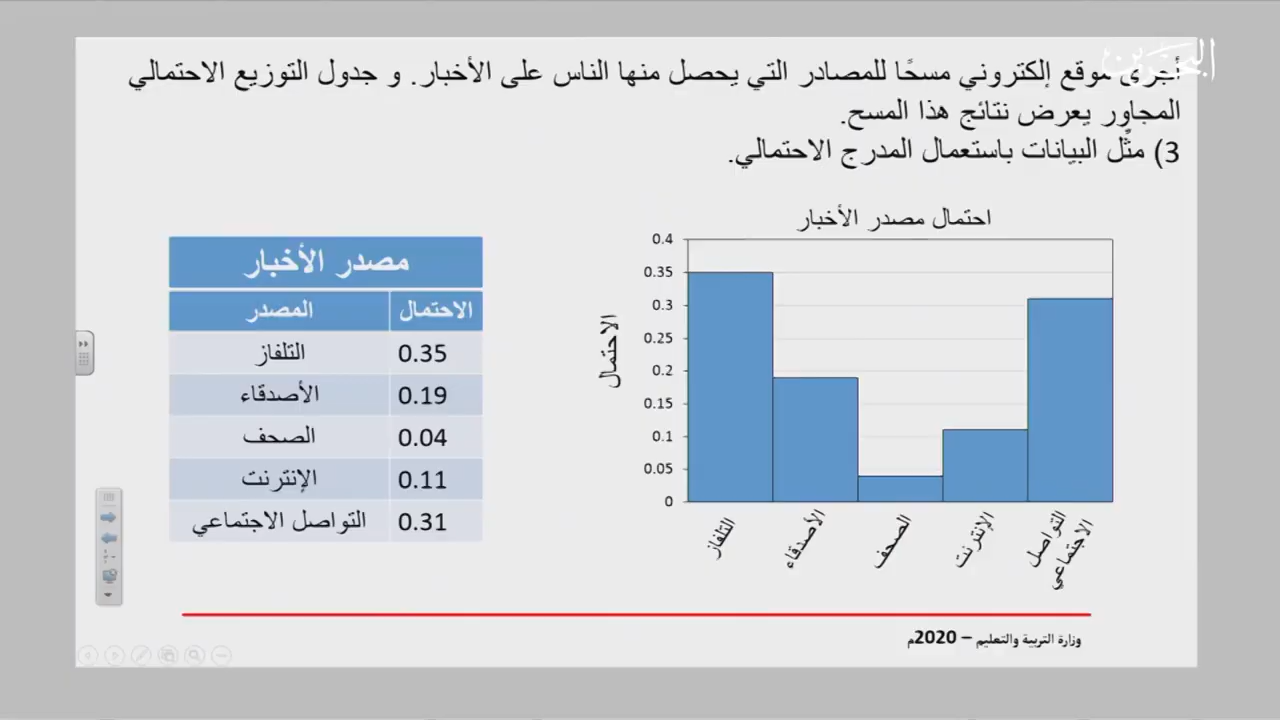 البحرين
أجرى موقع إلكتروني مسحًا للمصادر التي يحصل منها الناس على الأخبار. و جدول التوزيع الاحتمالي
المجاور يعرض نتائج هذا المسح.
3) مثِّل البيانات باستعمال المدرج الاحتمالي.
احتمال مصدر الأخبار
الاحتمال
0.4
0.35
0.3
0.25
0.2
0.15
0.1
0.05
0
التلفاز
الأصدقاء
الصحف
الإنترنت
التواصل
الاجتماعي
مصدر الأخبار
المصدر الاحتمال
التلفاز 0.35
الأصدقاء 0.19
الصحف 0.04
الإنترنت 0.11
التواصل الاجتماعي 0.31
وزارة التربية والتعليم – 2020م